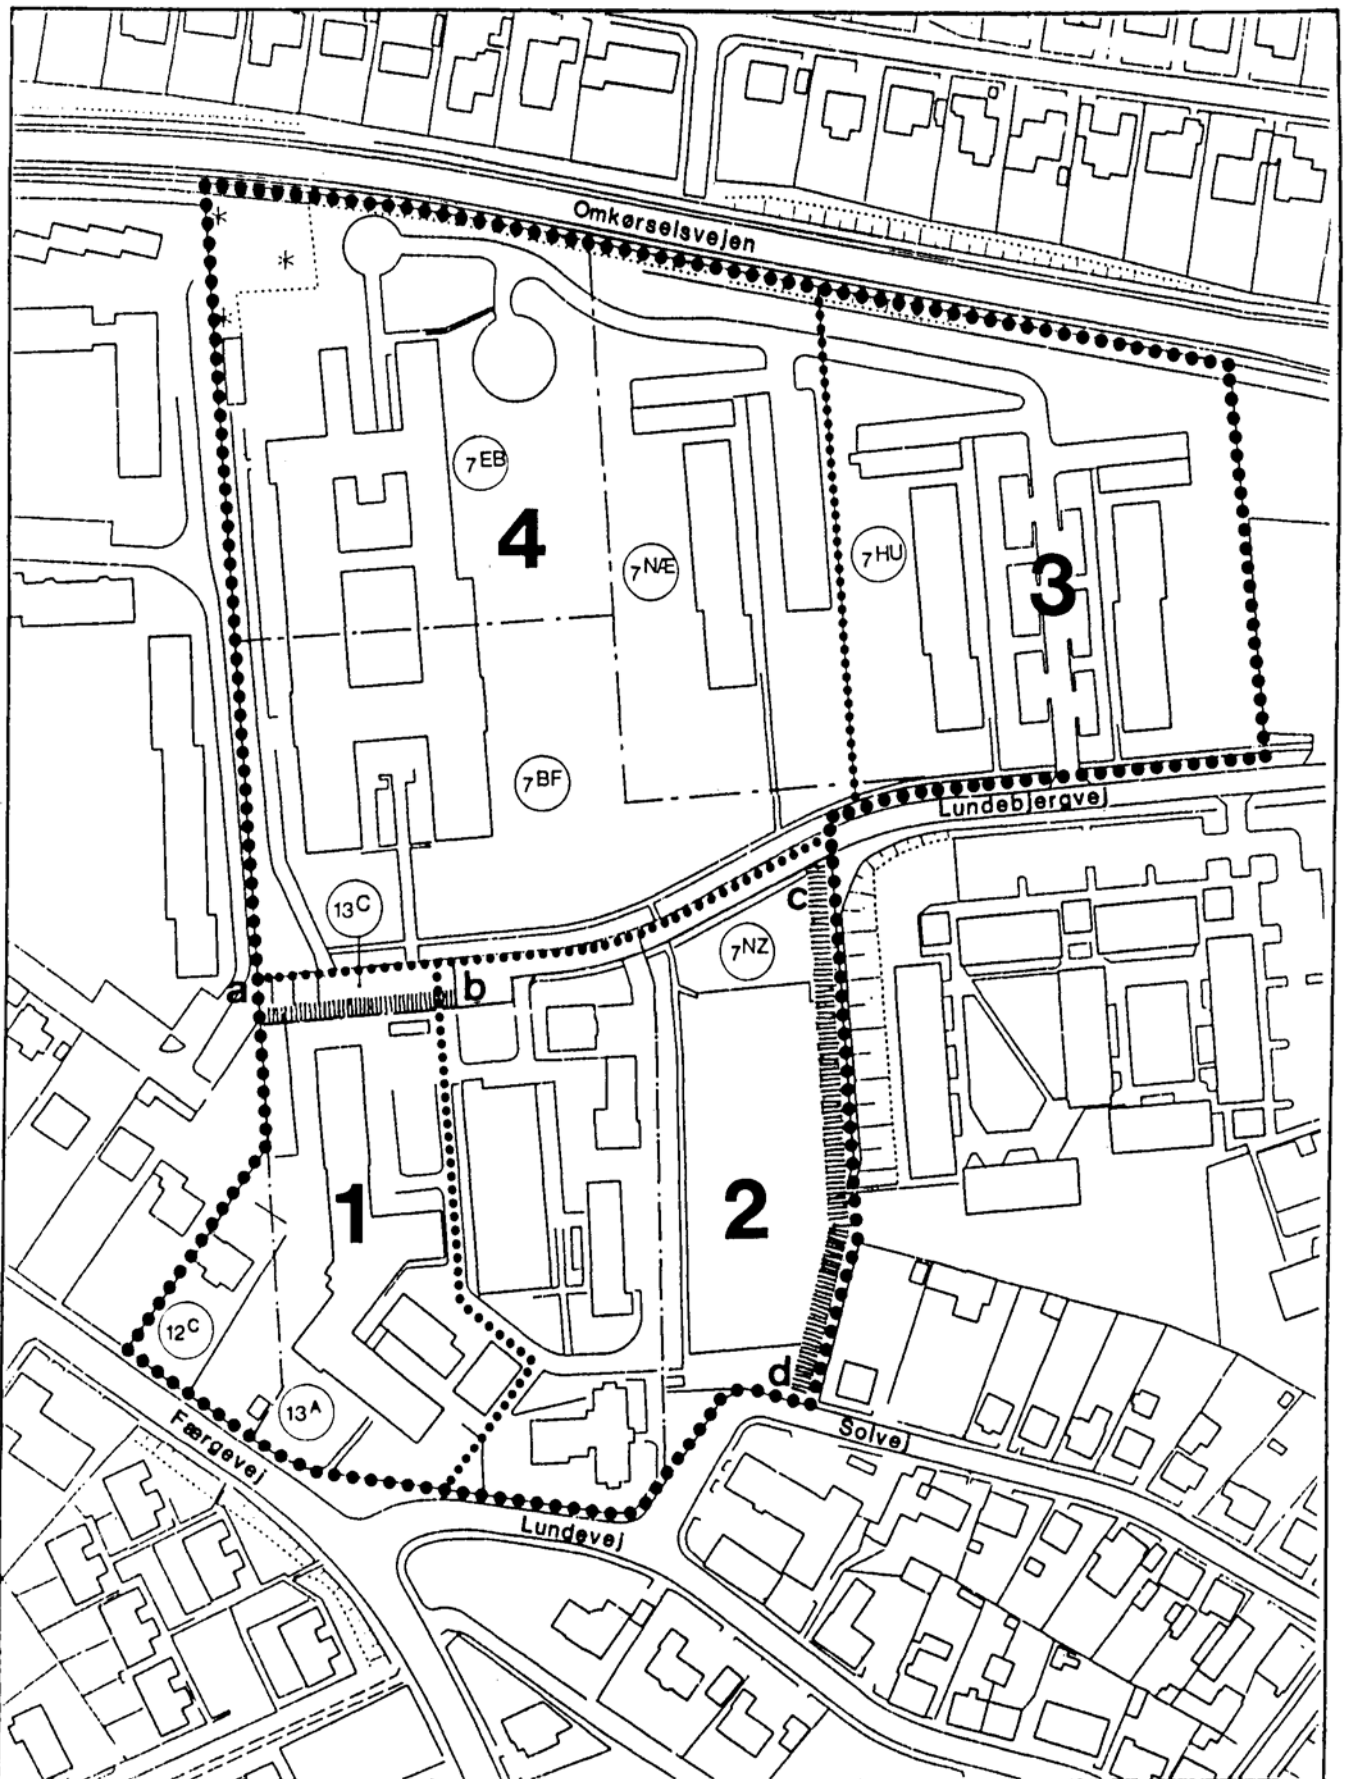 Omkørselsvejen
7EB
4
7NÆ
7HU
3
7BF
Lundebjergvej
13C
c
7NZ
a
b
1
2
12C
d
13A
Færgevej
Solvej
Lundevej